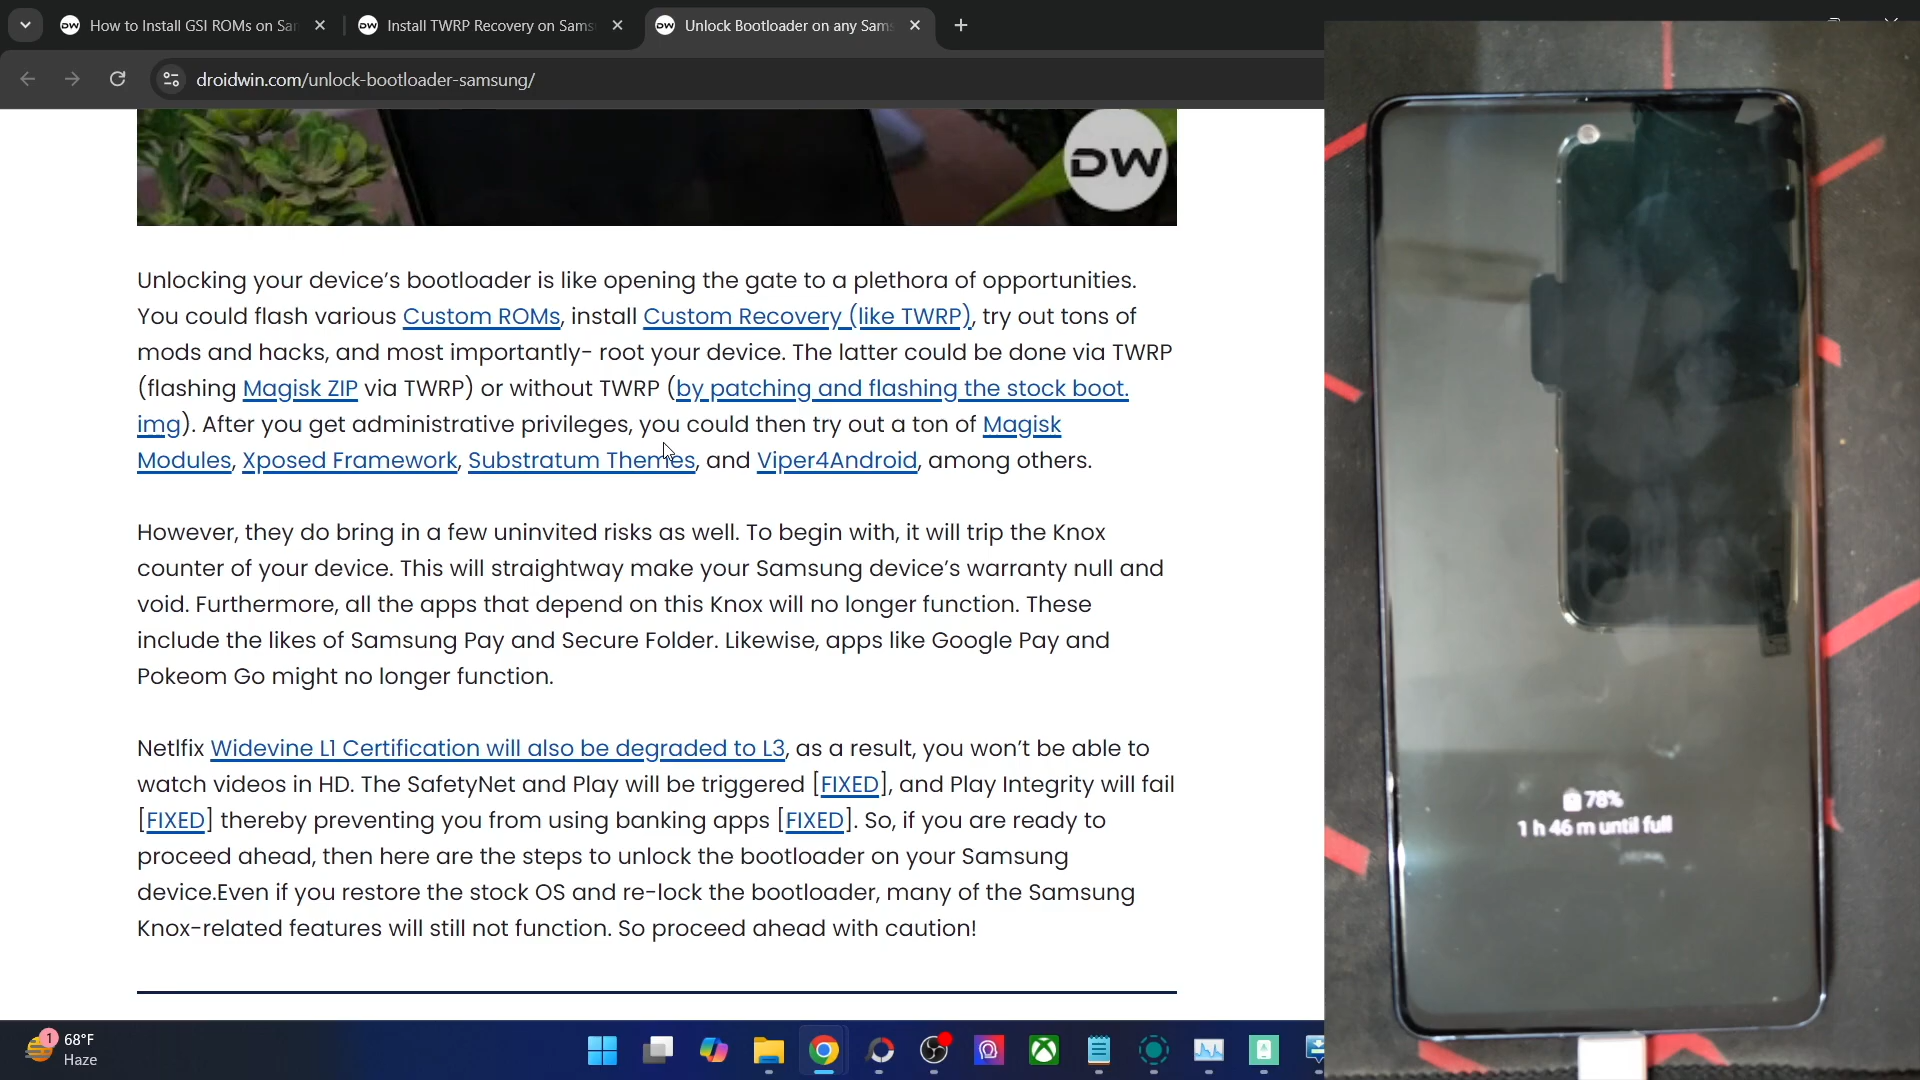 How to Install GSI ROMs on Sar
Install TWRP Recovery on Sams
Unlock Bootloader on any Sam
droidwin.com/unlock-bootloader-samsung/
DW
Unlocking your device's bootloader is like opening the gate to a plethora of opportunities.
You could flash various Custom ROMs, install Custom Recovery (like TWRP), try out tons of
mods and hacks, and most importantly- root your device. The latter could be done via TWRP
(flashing Magisk ZIP via TWRP) or without TWRP (by patching and flashing the stock boot.
img). After you get administrative privileges, you could then try out a ton of Magisk
Modules, Xposed Framework, Substratum Themes, and Viper4Android, among others.
However, they do bring in a few uninvited risks as well. To begin with, it will trip the Knox
counter of your device. This will straightway make your Samsung device's warranty null and
void. Furthermore, all the apps that depend on this Knox will no longer function. These
include the likes of Samsung Pay and Secure Folder. Likewise, apps like Google Pay and
Pokeom Go might no longer function.
Netlfix Widevine L1 Certification will also be degraded to L3, as a result, you won't be able to
watch videos in HD. The SafetyNet and Play will be triggered [FIXED], and Play Integrity will fail
[FIXED] thereby preventing you from using banking apps [FIXED]. So, if you are ready to
proceed ahead, then here are the steps to unlock the bootloader on your Samsung
device.Even if you restore the stock OS and re-lock the bootloader, many of the Samsung
Knox-related features will still not function. So proceed ahead with caution!
78%
1 h 46 m until full
1
68°F
Haze